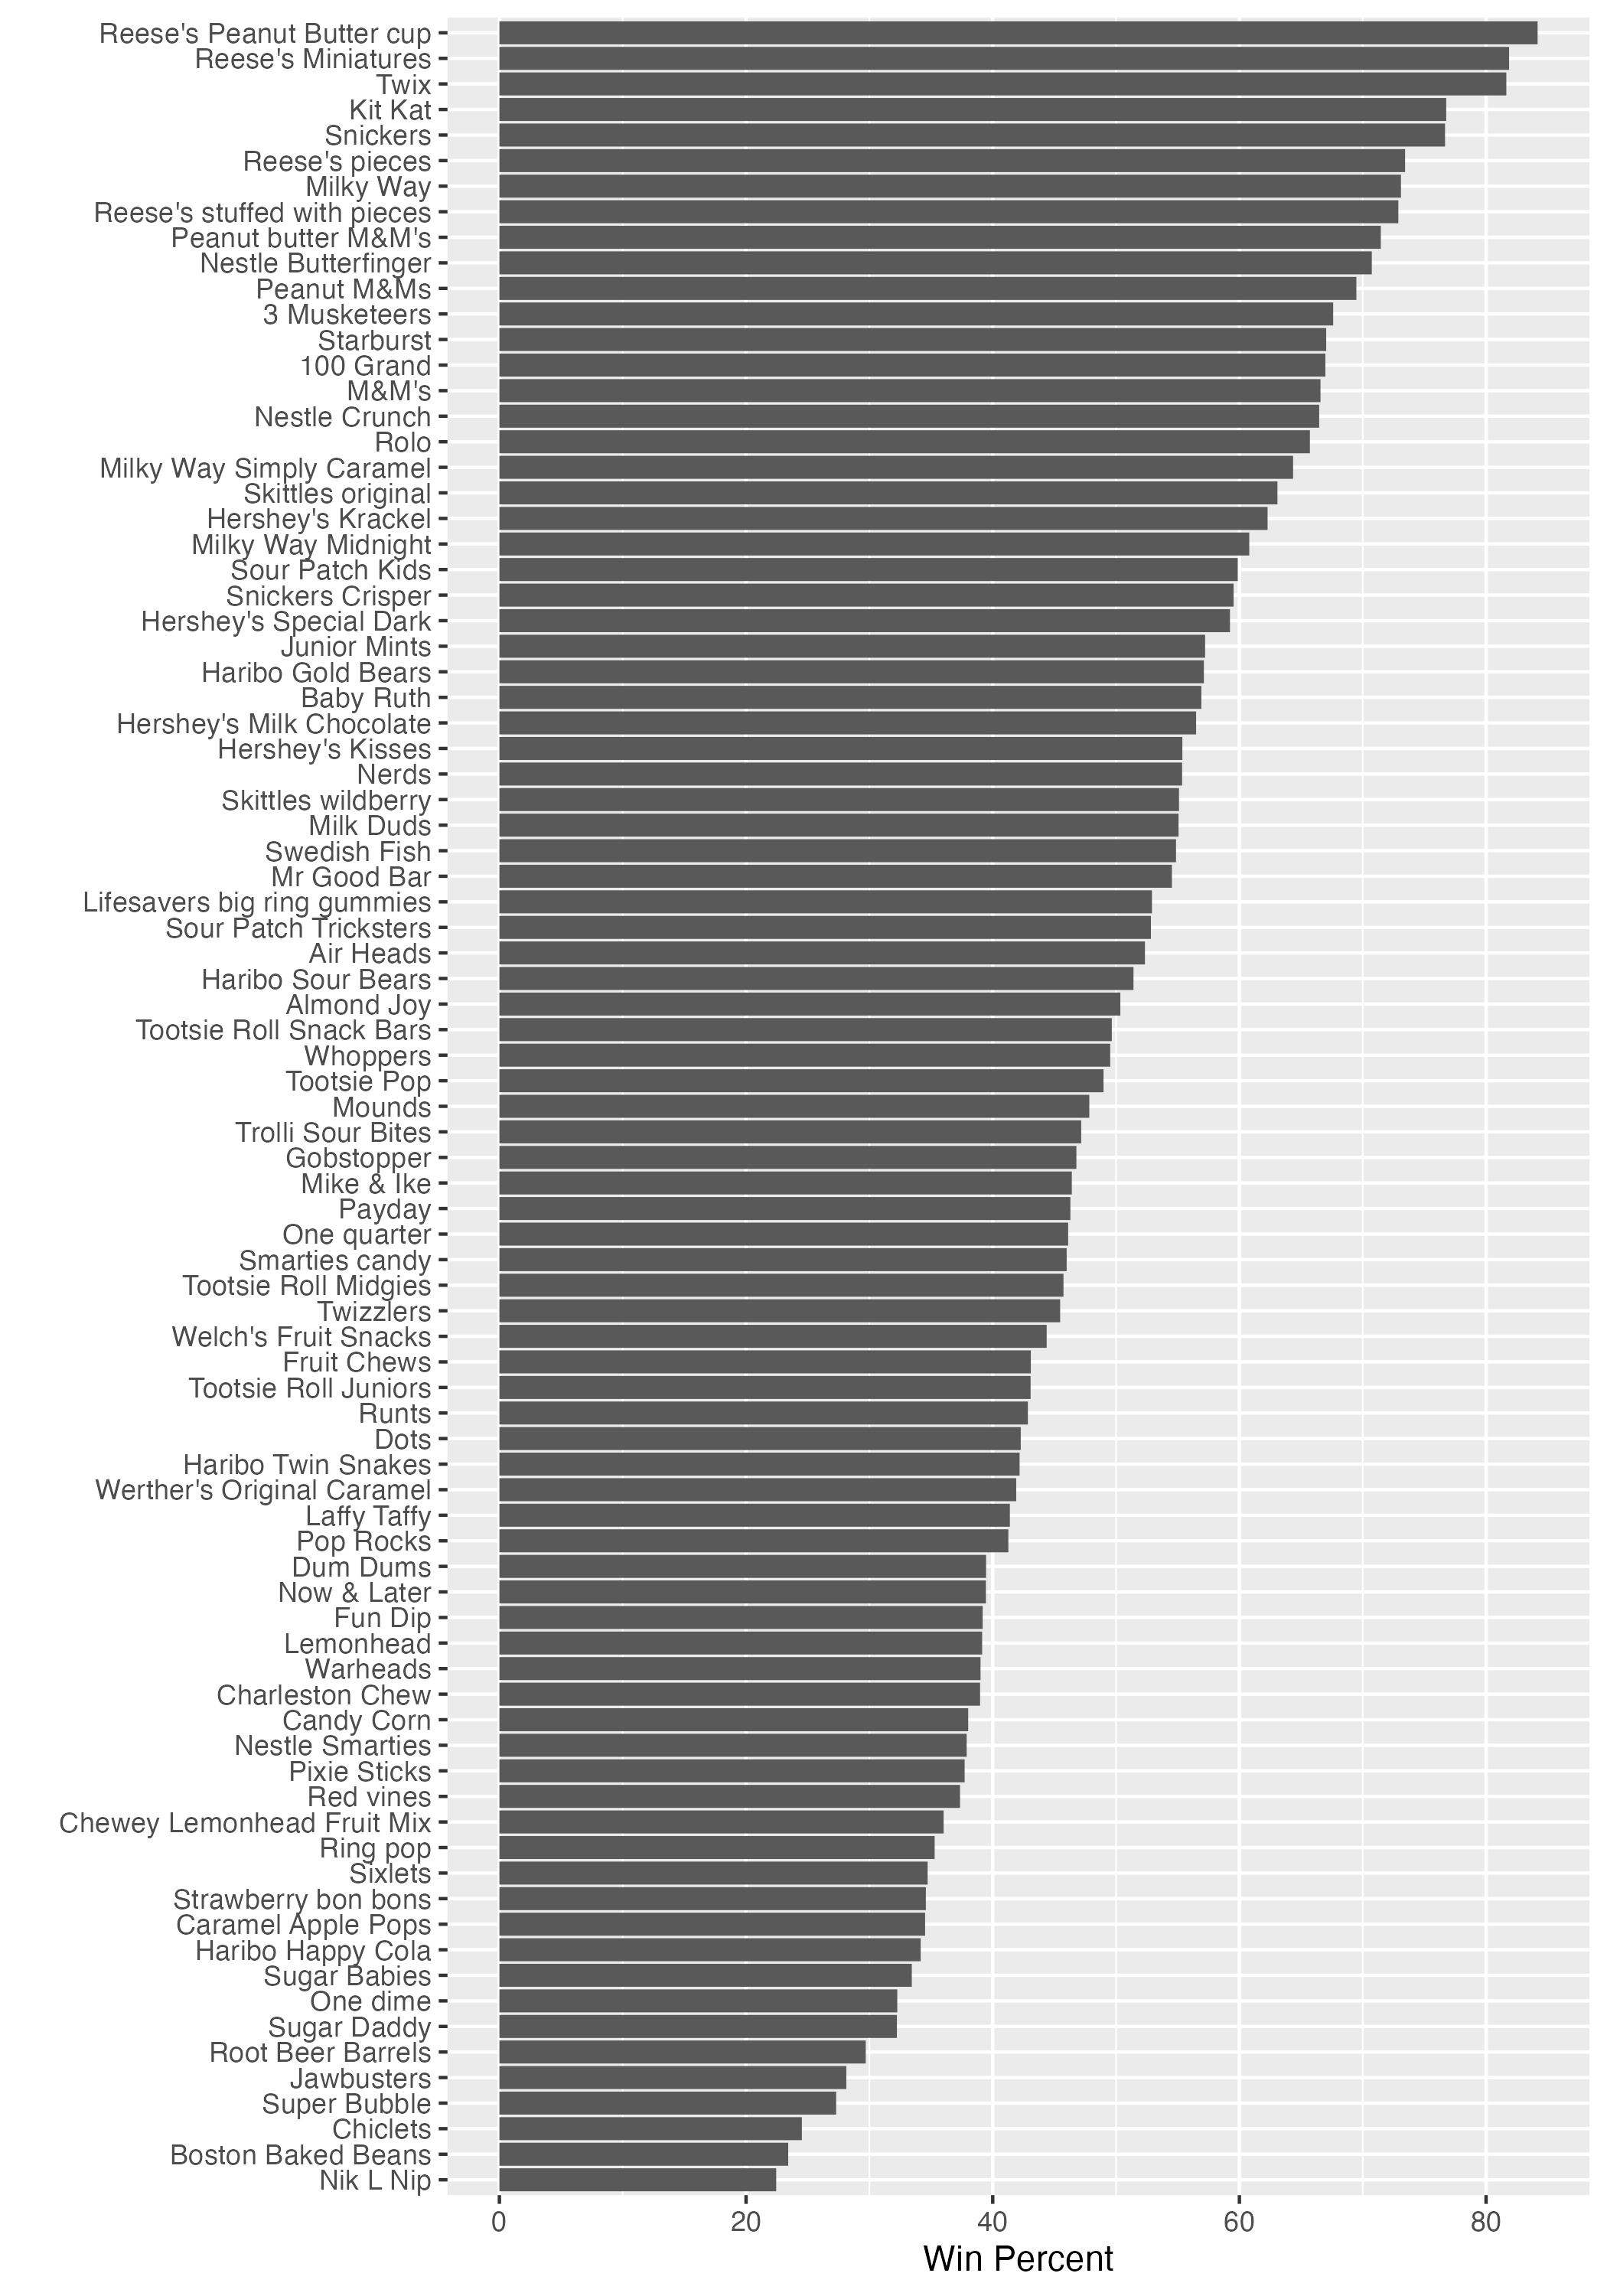 Reese's Peanut Butter cup
Reese's Miniatures
Twix
Kit Kat
Snickers
Reese's pieces
Milky Way
Reese's stuffed with pieces
Peanut butter M&M's
Nestle Butterfinger
Peanut M&Ms
3 Musketeers
Starburst
100 Grand
M&M's
Nestle Crunch
Rolo
Milky Way Simply Caramel
Skittles original
Hershey's Krackel
Milky Way Midnight
Sour Patch Kids
Snickers Crisper
Hershey's Special Dark
Junior Mints
Haribo Gold Bears
Baby Ruth
Hershey's Milk Chocolate
Hershey's Kisses
Nerds
Skittles wildberry
Milk Duds
Swedish Fish
Mr Good Bar
Lifesavers big ring gummies
Sour Patch Tricksters
Air Heads
Haribo Sour Bears
Almond Joy
Tootsie Roll Snack Bars
Whoppers
Tootsie Pop
Mounds
Trolli Sour Bites
Gobstopper
Mike & Ike
Payday
One quarter
Smarties candy
Tootsie Roll Midgies
Twizzlers
Welch's Fruit Snacks
Fruit Chews
Tootsie Roll Juniors
Runts
Dots
Haribo Twin Snakes
Werther's Original Caramel
Laffy Taffy
Pop Rocks
Dum Dums
Now & Later
Fun Dip
Lemonhead
Warheads
Charleston Chew
Candy Corn
Nestle Smarties
Pixie Sticks
Red vines
Chewey Lemonhead Fruit Mix
Ring pop
Sixlets
Strawberry bon bons
Caramel Apple Pops
Haribo Happy Cola
Sugar Babies
One dime
Sugar Daddy
Root Beer Barrels
Jawbusters
Super Bubble
Chiclets
Boston Baked Beans
Nik L Nip
0 20 40 60 80
Win Percent